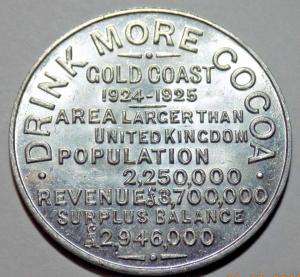 DRINK MORE COCOA
GOLD COAST
1924-1925
AREA LARGER THAN
UNITED KINGDOM
POPULATION
2,250,000
REVENUE £3,700,000
SURPLUS BALANCE
£2,946,000